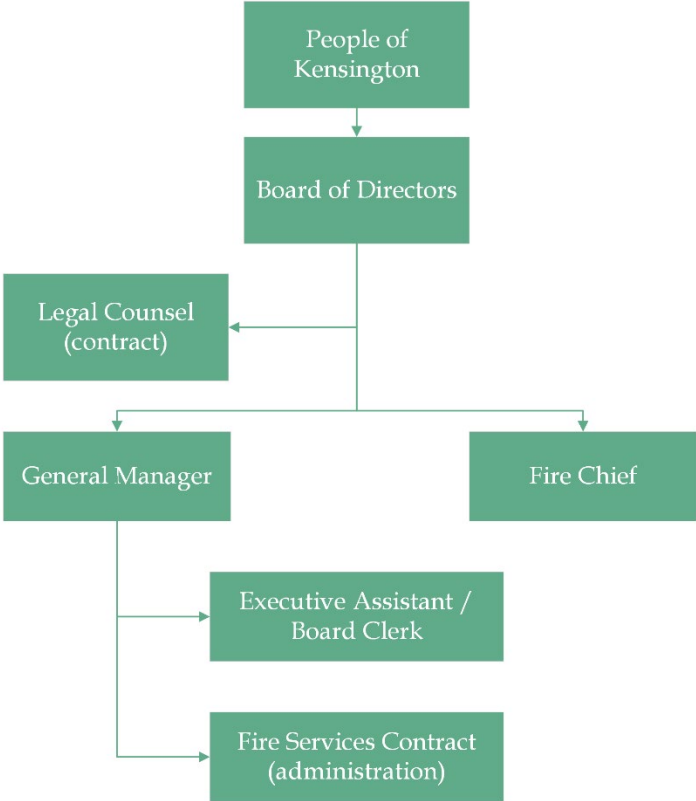 People of
Kensington
Board of Directors
Legal Counsel
(contract)
General Manager
Fire Chief
Executive Assistant /
Board Clerk
Fire Services Contract
(administration)